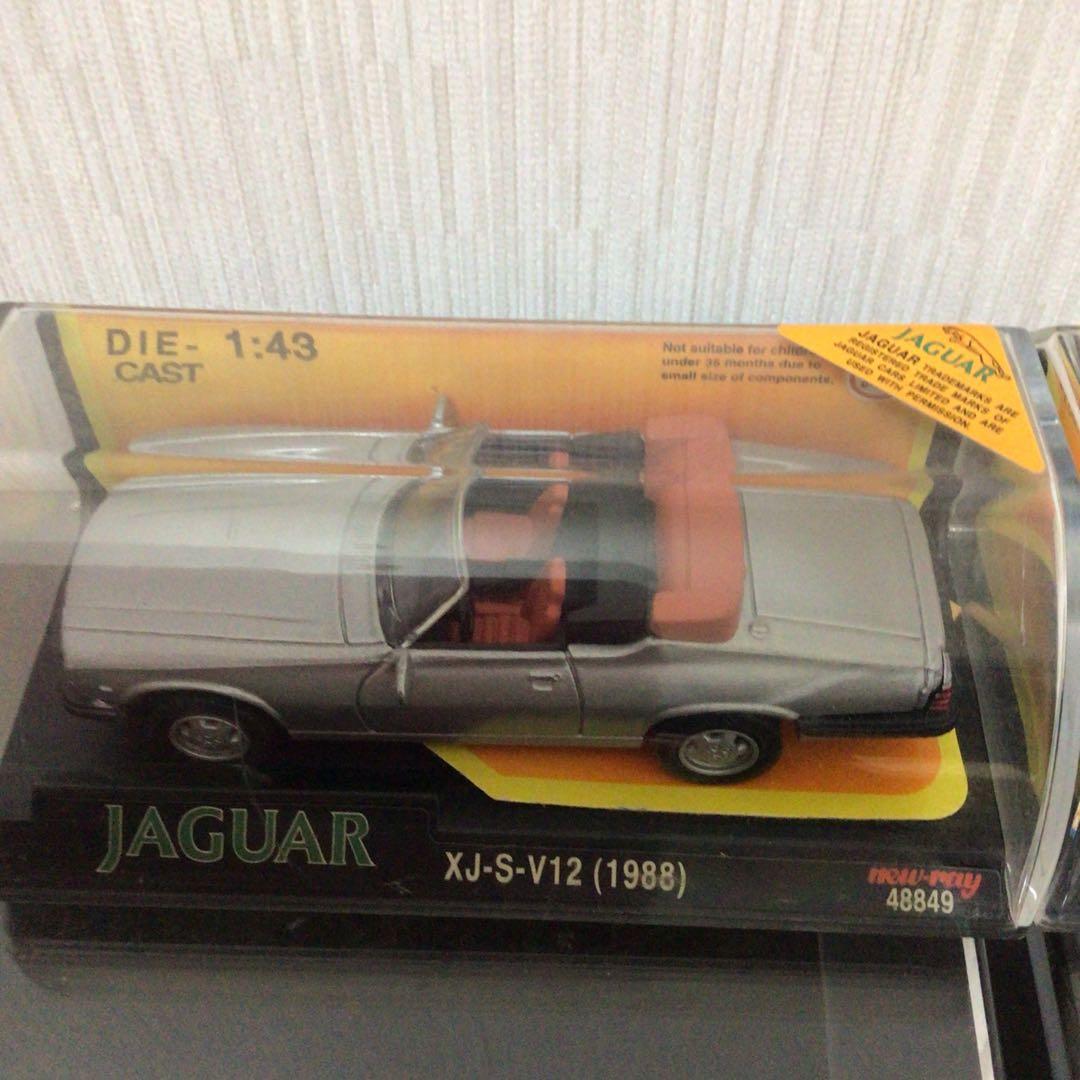 DIE- 1:43
CAST
Not suitable for
under 36 months due to
small size of components.
JAGUAR
JAGUAR TRADEMARKS ARE
REGISTERED TRADE MARKS OF
JAGUAR CARS LIMITED AND ARE
USED WITH PERMISSION.
JAGUAR
XJ-S-V12 (1988)
new-ray
48849